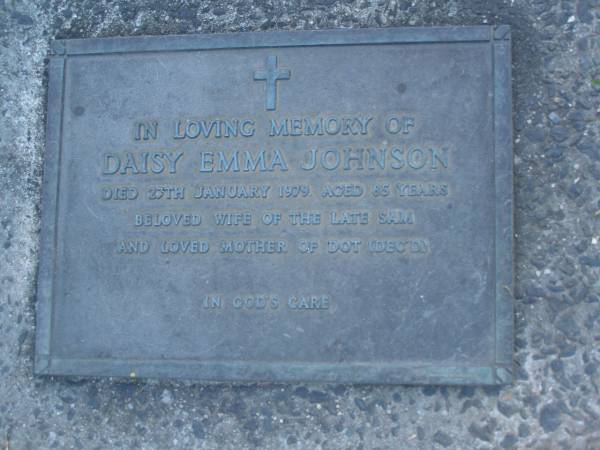 IN LOVING MEMORY OF
DAISY EMMA JOHNSON
DIED 27TH JANUARY 1979 AGED 85 YEARS
BELOVED WIFE OF THE LATE SAM
AND LOVED MOTHER OF DOT (DEC'D)
IN GOD'S CARE